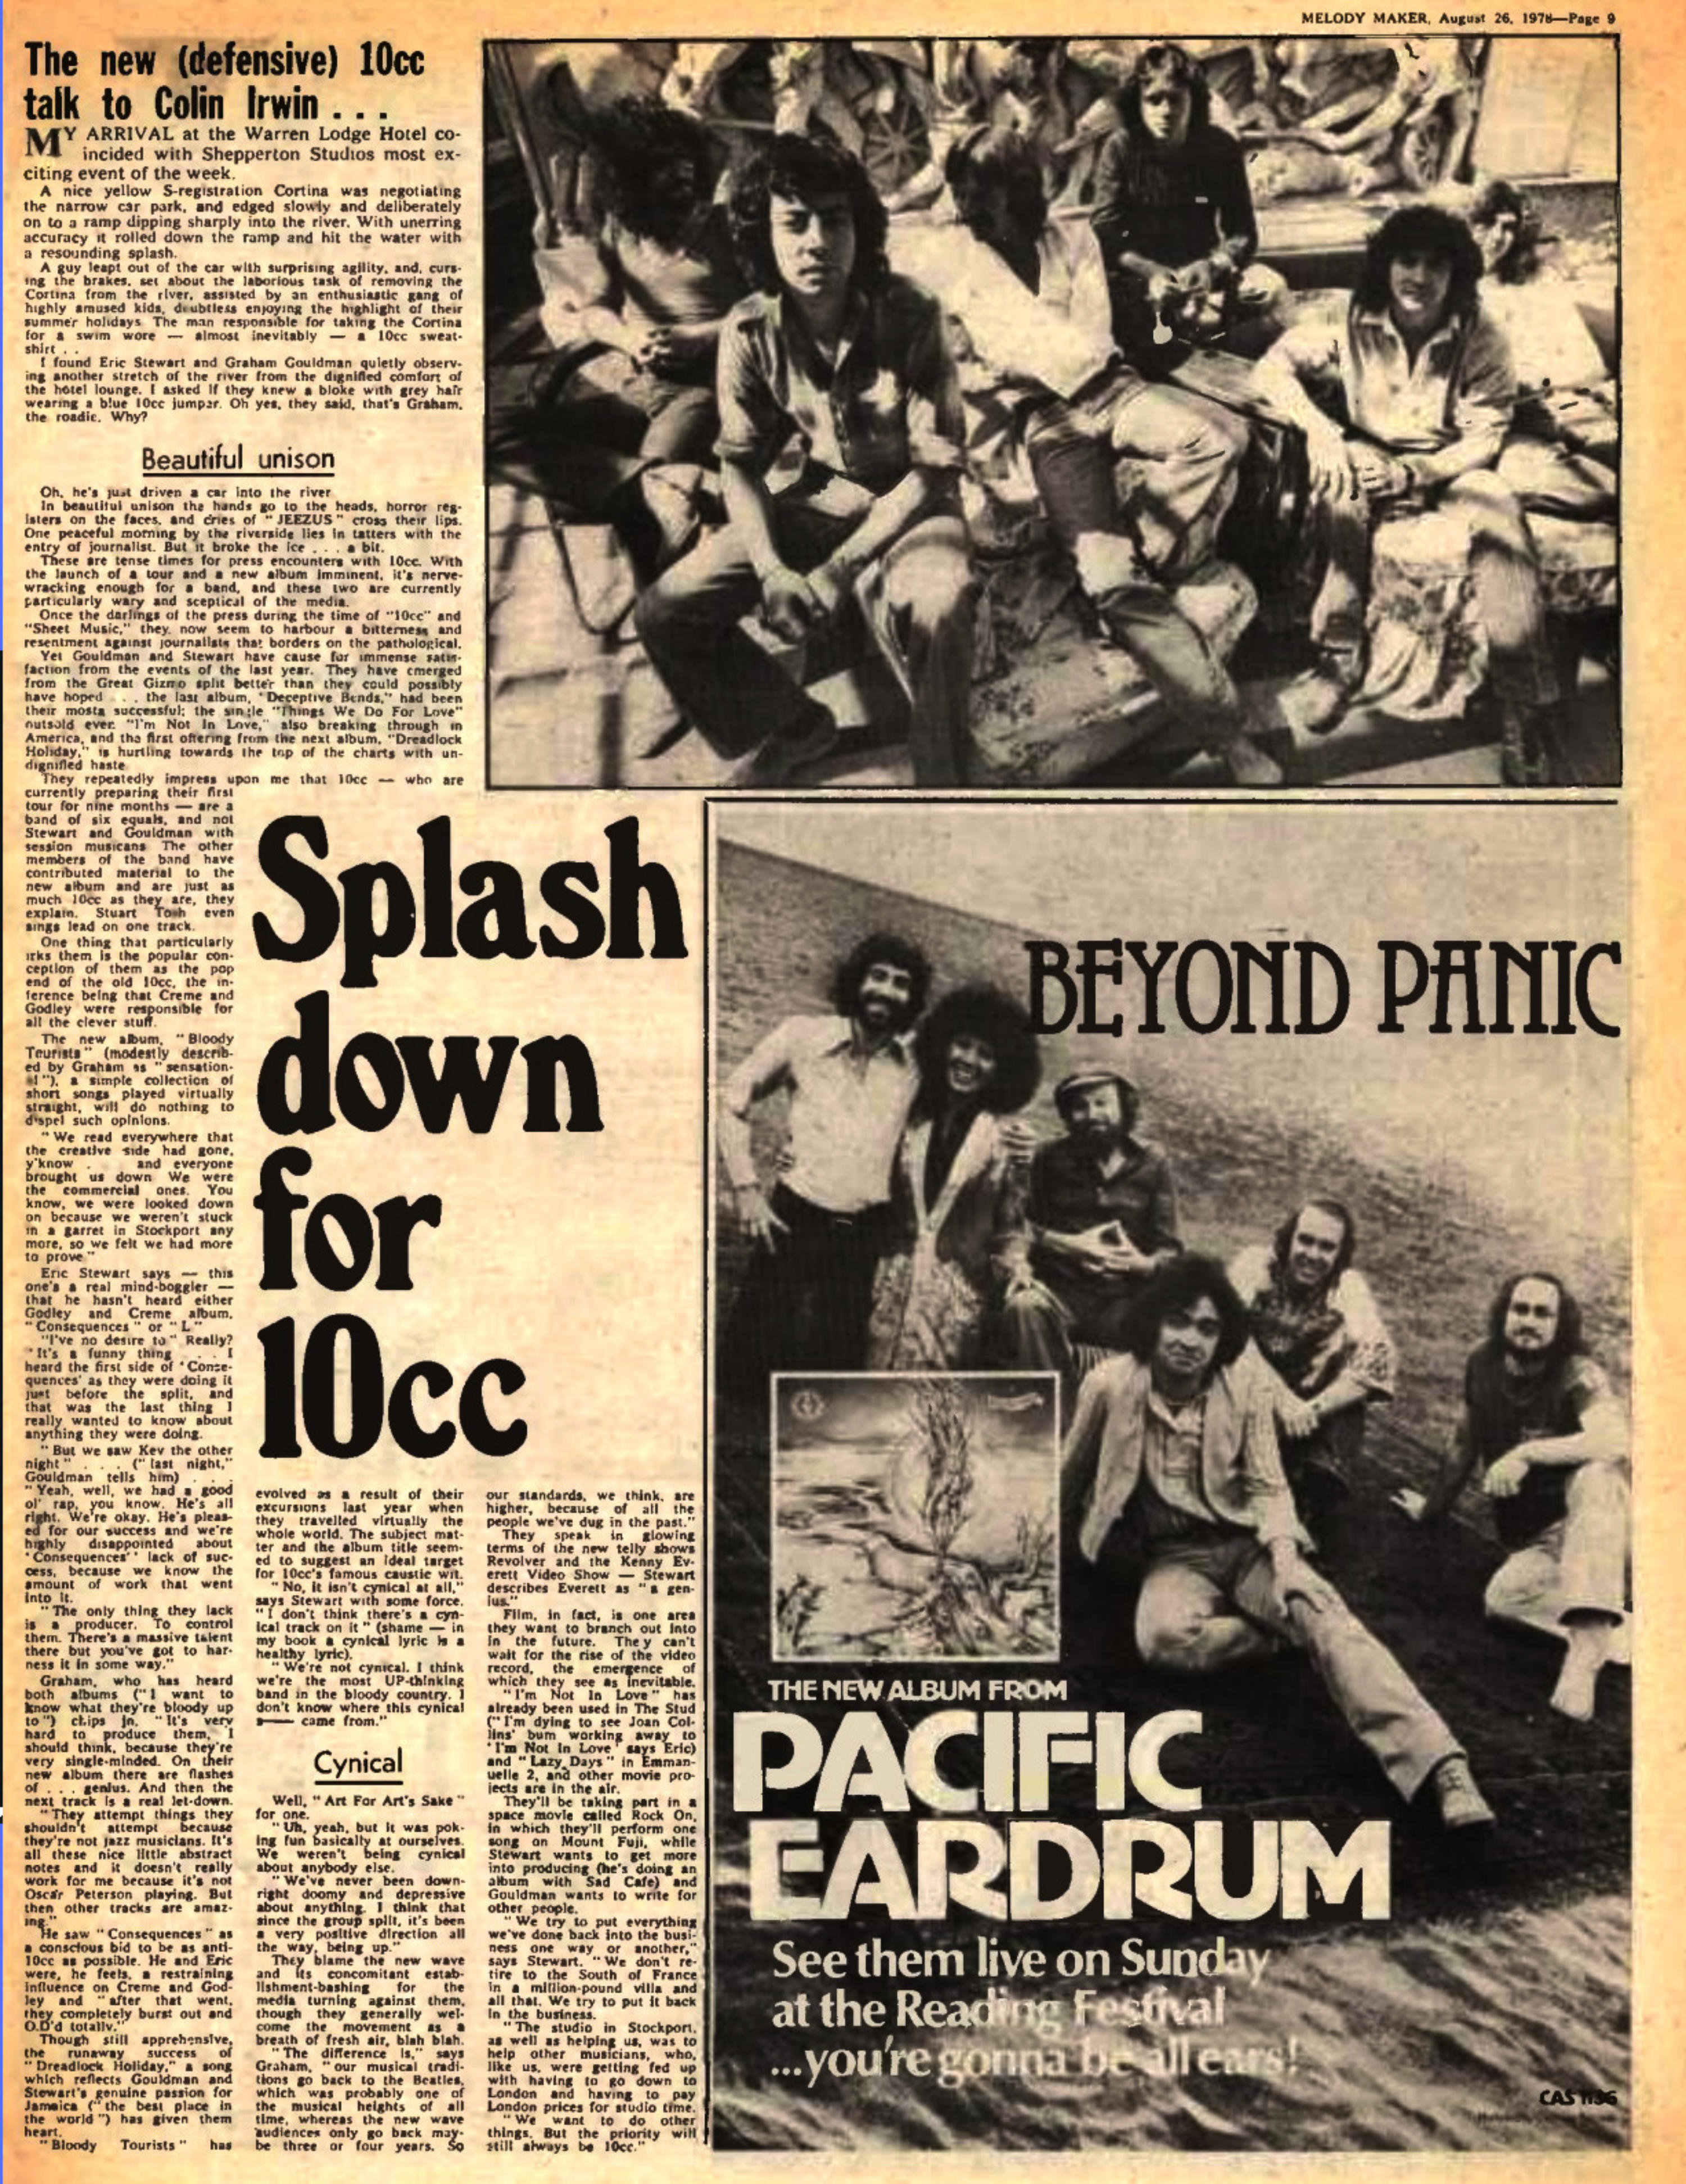 MELODY MAKER, August 26, 1978—Page 9
The new (defensive) 10cc
talk to Colin Irwin . . .
MY ARRIVAL at the Warren Lodge Hotel co-
incided with Shepperton Studios most ex-
citing event of the week.
A nice yellow S-registration Cortina was negotiating
the narrow car park, and edged slowly and deliberately
on to a ramp dipping sharply into the river. With unerring
accuracy it rolled down the ramp and hit the water with
a resounding splash.
A guy leapt out of the car with surprising agility, and, curs-
ing the brakes, set about the laborious task of removing the
Cortina from the river, assisted by an enthusiastic gang of
highly amused kids, doubtless enjoying the highlight of their
summer holidays. The man responsible for taking the Cortina
for a swim wore — almost inevitably — a 10cc sweat-
shirt . .
I found Eric Stewart and Graham Gouldman quietly observ-
ing another stretch of the river from the dignified comfort of
the hotel lounge. I asked if they knew a bloke with grey hair
wearing a blue 10cc jumper. Oh yes, they said, that's Graham,
the roadie. Why?
Beautiful unison
Oh, he's just driven a car into the river
In beautiful unison the hands go to the heads, horror reg-
isters on the faces, and cries of "JEEZUS" cross their lips.
One peaceful morning by the riverside lies in tatters with the
entry of journalist. But it broke the ice . . . a bit.
These are tense times for press encounters with 10cc. With
the launch of a tour and a new album imminent, it's nerve-
wracking enough for a band, and these two are currently
particularly wary and sceptical of the media.
Once the darlings of the press during the time of "10cc" and
"Sheet Music," they now seem to harbour a bitterness and
resentment against journalists that borders on the pathological.
Yet Gouldman and Stewart have cause for immense satis-
faction from the events of the last year. They have emerged
from the Great Gizmo split better than they could possibly
have hoped . . . the last album, "Deceptive Bends," had been
their mosta successful; the single "Things We Do For Love"
outsold even "I'm Not In Love," also breaking through in
America, and the first offering from the next album, "Dreadlock
Holiday," is hurtling towards the top of the charts with un-
dignified haste
They repeatedly impress upon me that 10cc — who are
currently preparing their first
tour for nine months — are a
band of six equals, and not
Stewart and Gouldman with
session musicans The other
members of the band have
contributed material to the
new album and are just as
much 10cc as they are, they
explain. Stuart Tosh even
sings lead on one track.
One thing that particularly
irks them is the popular con-
ception of them as the pop
end of the old 10cc, the in-
ference being that Creme and
Godley were responsible for
all the clever stuff.
The new album, "Bloody
Tourists" (modestly describ-
ed by Graham as "sensation-
al"), a simple collection of
short songs played virtually
straight, will do nothing to
dispel such opinions.
"We read everywhere that
the creative side had gone,
y'know . and everyone
brought us down We were
the commercial ones. You
know, we were looked down
on because we weren't stuck
in a garret in Stockport any
more, so we felt we had more
to prove"
Eric Stewart says — this
one's a real mind-boggler —
that he hasn't heard either
Godley and Creme album,
"Consequences" or "L"
"I've no desire to" Really?
"It's a funny thing . . . I
heard the first side of 'Conse-
quences' as they were doing it
just before the split, and
that was the last thing I
really wanted to know about
anything they were doing.
"But we saw Kev the other
night" . . . ("last night,"
Gouldman tells him) . . .
"Yeah, well, we had a good
ol' rap, you know. He's all
right. We're okay. He's pleas-
ed for our success and we're
highly disappointed about
'Consequences'' lack of suc-
cess, because we know the
amount of work that went
into it.
"The only thing they lack
is a producer. To control
them. There's a massive talent
there but you've got to har-
ness it in some way."
Graham, who has heard
both albums ("I want to
know what they're bloody up
to") chips in. "It's very
hard to produce them, I
should think, because they're
very single-minded. On their
new album there are flashes
of . . . genius. And then the
next track is a real let-down.
"They attempt things they
shouldn't attempt because
they're not jazz musicians. It's
all these nice little abstract
notes and it doesn't really
work for me because it's not
Oscar Peterson playing. But
then other tracks are amaz-
ing."
He saw "Consequences" as
a conscious bid to be as anti-
10cc as possible. He and Eric
were, he feels, a restraining
influence on Creme and God-
ley and "after that went,
they completely burst out and
O.D'd totally."
Though still apprehensive,
the runaway success of
"Dreadlock Holiday," a song
which reflects Gouldman and
Stewart's genuine passion for
Jamaica ("the best place in
the world") has given them
heart.
"Bloody Tourists" has
Splash
down
for
10cc
evolved as a result of their
excursions last year when
they travelled virtually the
whole world. The subject mat-
ter and the album title seem-
ed to suggest an ideal target
for 10cc's famous caustic wit.
"No, it isn't cynical at all,"
says Stewart with some force.
"I don't think there's a cyn-
ical track on it" (shame — in
my book a cynical lyric is a
healthy lyric).
"We're not cynical. I think
we're the most UP-thinking
band in the bloody country. I
don't know where this cynical
s—— came from."
Cynical
Well, "Art For Art's Sake"
for one.
"Uh, yeah, but it was pok-
ing fun basically at ourselves.
We weren't being cynical
about anybody else.
"We've never been down-
right doomy and depressive
about anything. I think that
since the group split, it's been
a very positive direction all
the way, being up."
They blame the new wave
and its concomitant estab-
lishment-bashing for the
media turning against them,
though they generally wel-
come the movement as a
breath of fresh air, blah blah.
"The difference is," says
Graham, "our musical tradi-
tions go back to the Beatles,
which was probably one of
the musical heights of all
time, whereas the new wave
audiences only go back may-
be three or four years. So
our standards, we think, are
higher, because of all the
people we've dug in the past."
They speak in glowing
terms of the new telly shows
Revolver and the Kenny Ev-
erett Video Show — Stewart
describes Everett as "a gen-
ius."
Film, in fact, is one area
they want to branch out into
in the future. They can't
wait for the rise of the video
record, the emergence of
which they see as inevitable.
"I'm Not In Love" has
already been used in The Stud
("I'm dying to see Joan Col-
lins' bum working away to
'I'm Not In Love' says Eric)
and "Lazy Days" in Emman-
uelle 2, and other movie pro-
jects are in the air.
They'll be taking part in a
space movie called Rock On,
in which they'll perform one
song on Mount Fuji, while
Stewart wants to get more
into producing (he's doing an
album with Sad Cafe) and
Gouldman wants to write for
other people.
"We try to put everything
we've done back into the busi-
ness one way or another,"
says Stewart. "We don't re-
tire to the South of France
in a million-pound villa and
all that. We try to put it back
in the business.
"The studio in Stockport,
as well as helping us, was to
help other musicians, who,
like us, were getting fed up
with having to go down to
London and having to pay
London prices for studio time.
"We want to do other
things. But the priority will
still always be 10cc."
BEYOND PANIC
THE NEW ALBUM FROM
PACIFIC
EARDRUM
See them live on Sunday
at the Reading Festival
...you're gonna be all ears!
CAS 1136